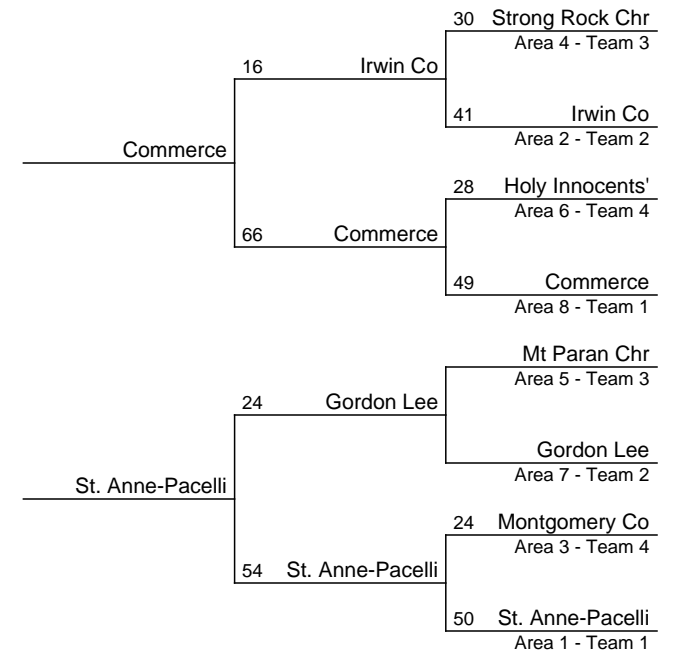 30 Strong Rock Chr
Area 4 - Team 3
16 Irwin Co
41 Irwin Co
Area 2 - Team 2
Commerce
28 Holy Innocents'
Area 6 - Team 4
66 Commerce
49 Commerce
Area 8 - Team 1
Mt Paran Chr
Area 5 - Team 3
24 Gordon Lee
Gordon Lee
Area 7 - Team 2
St. Anne-Pacelli
24 Montgomery Co
Area 3 - Team 4
54 St. Anne-Pacelli
50 St. Anne-Pacelli
Area 1 - Team 1